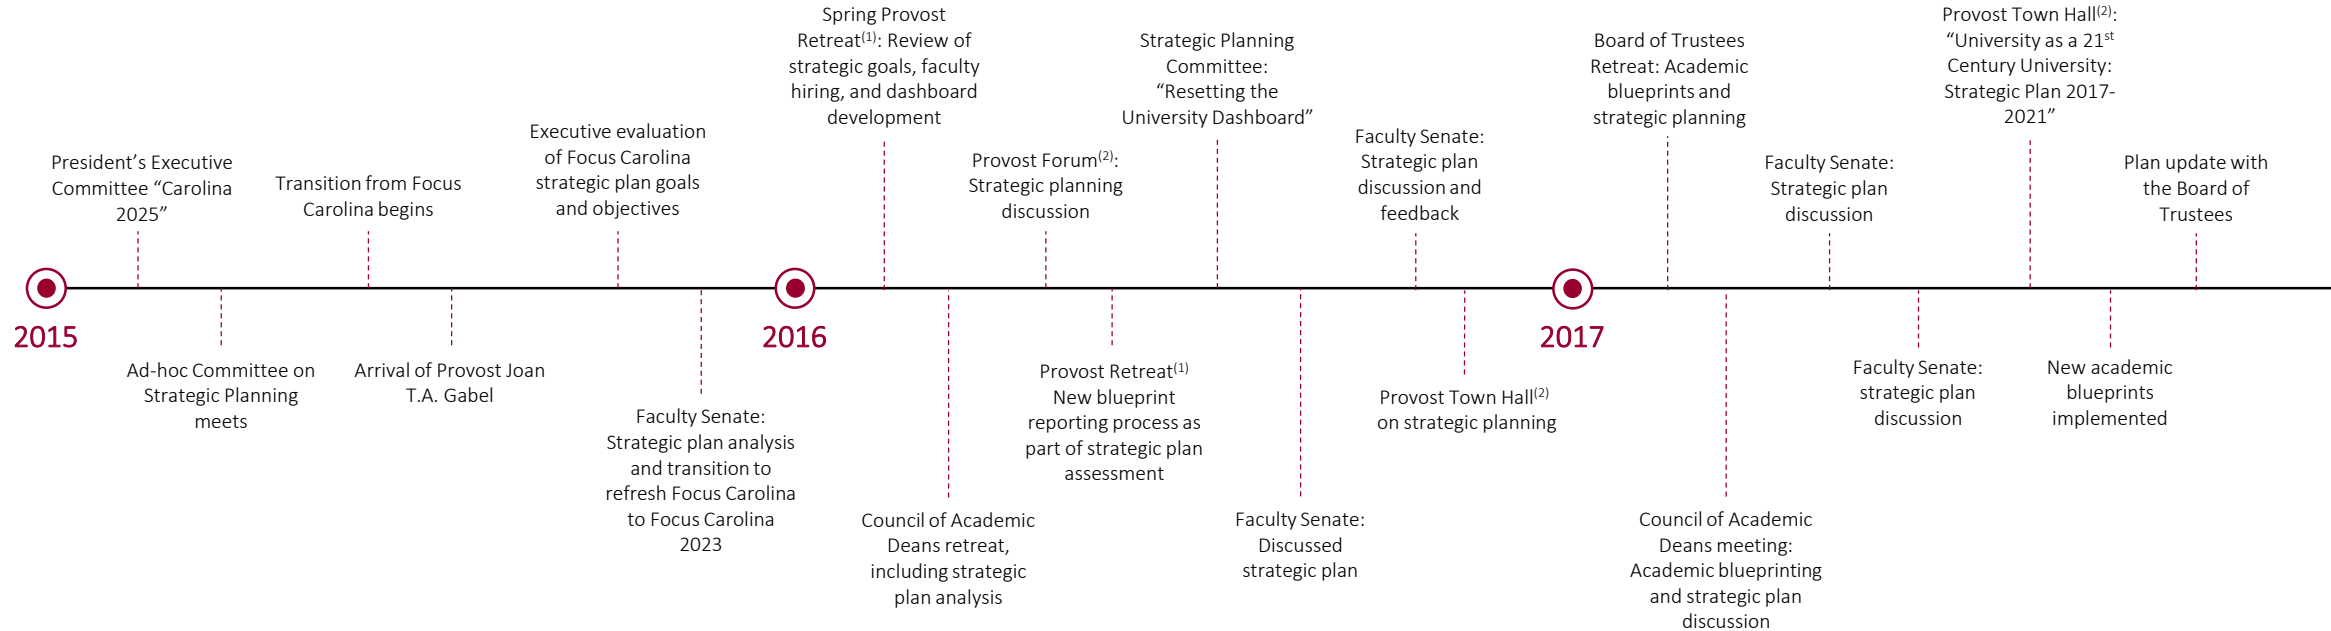 President’s Executive
Committee “Carolina
2025”
Transition from Focus
Carolina begins
Executive evaluation
of Focus Carolina
strategic plan goals
and objectives
Spring Provost
Retreat(1): Review of
strategic goals, faculty
hiring, and dashboard
development
Provost Forum(2):
Strategic planning
discussion
Strategic Planning
Committee:
“Resetting the
University Dashboard”
Faculty Senate:
Strategic plan
discussion and
feedback
Board of Trustees
Retreat: Academic
blueprints and
strategic planning
Faculty Senate:
Strategic plan
discussion
Provost Town Hall(2):
“University as a 21st
Century University:
Strategic Plan 2017-
2021”
Plan update with
the Board of
Trustees
2015
2016
2017
Ad-hoc Committee on
Strategic Planning
meets
Arrival of Provost Joan
T.A. Gabel
Faculty Senate:
Strategic plan analysis
and transition to
refresh Focus Carolina
to Focus Carolina
2023
Council of Academic
Deans retreat,
including strategic
plan analysis
Provost Retreat(1)
New blueprint
reporting process as
part of strategic plan
assessment
Faculty Senate:
Discussed
strategic plan
Provost Town Hall(2)
on strategic planning
Council of Academic
Deans meeting:
Academic blueprinting
and strategic plan
discussion
Faculty Senate:
strategic plan
discussion
New academic
blueprints
implemented